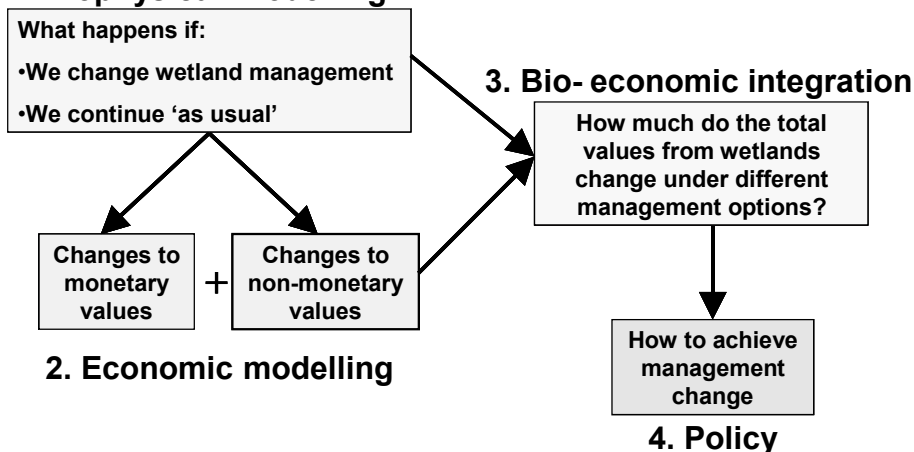 What happens if:
•We change wetland management
•We continue ‘as usual’
3. Bio- economic integration
How much do the total
values from wetlands
change under different
management options?
Changes to
monetary
values
+
Changes to
non-monetary
values
2. Economic modelling
How to achieve
management
change
4. Policy